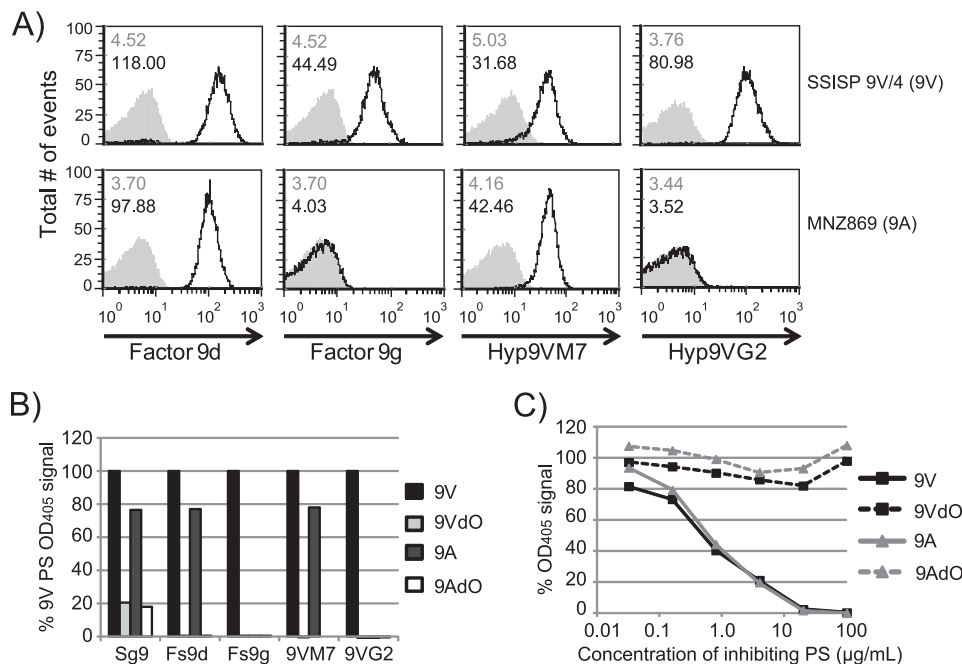 A)
Total # of events
100
75
50
25
0
4.52
118.00
4.52
44.49
5.03
31.68
3.76
80.98
SSISP 9V/4 (9V)
100
75
50
25
0
3.70
97.88
3.70
4.03
4.16
42.46
3.44
3.52
MNZ869 (9A)
10⁰ 10¹ 10² 10³
10⁰ 10¹ 10² 10³
10⁰ 10¹ 10² 10³
10⁰ 10¹ 10² 10³
Factor 9d
Factor 9g
Hyp9VM7
Hyp9VG2
B)
% 9V PS OD405 signal
120
100
80
60
40
20
0
Sg9 Fs9d Fs9g 9VM7 9VG2
9V
9VdO
9A
9AdO
C)
% OD405 signal
120
100
80
60
40
20
0
0.01 0.1 1.0 10 100
Concentration of inhibiting PS (µg/mL)
9V
9VdO
9A
9AdO